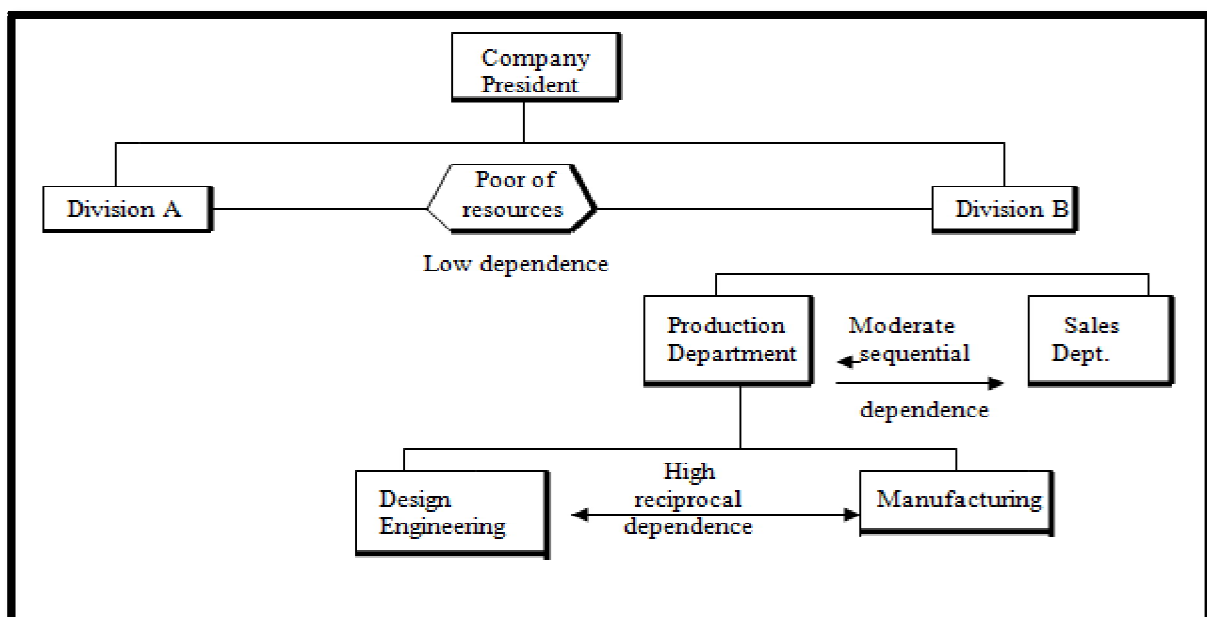 Company
President
Division A
Poor of
resources
Division B
Low dependence
Production
Department
Moderate
sequential
dependence
Sales
Dept.
Design
Engineering
High
reciprocal
dependence
Manufacturing